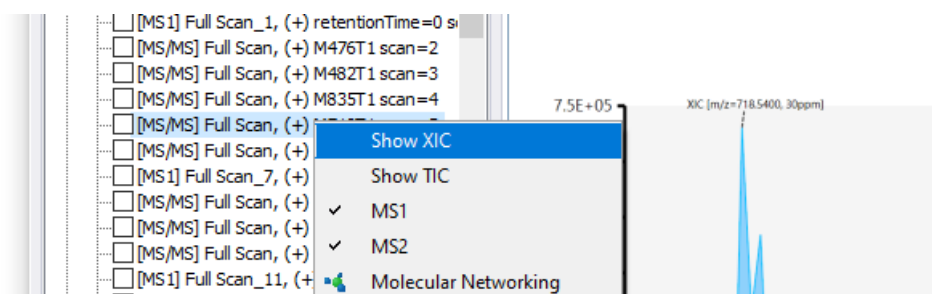 [MS1] Full Scan_1, (+) retentionTime=0
[MS/MS] Full Scan, (+) M476T1 scan=2
[MS/MS] Full Scan, (+) M482T1 scan=3
[MS/MS] Full Scan, (+) M835T1 scan=4
[MS/MS] Full Scan, (+)
[MS/MS] Full Scan, (+)
[MS1] Full Scan_7, (+)
[MS/MS] Full Scan, (+)
[MS/MS] Full Scan, (+)
[MS/MS] Full Scan, (+)
[MS1] Full Scan_11, (+
Show XIC
Show TIC
MS1
MS2
Molecular Networking
7.5E+05
XIC [m/z=718.5400, 30ppm]